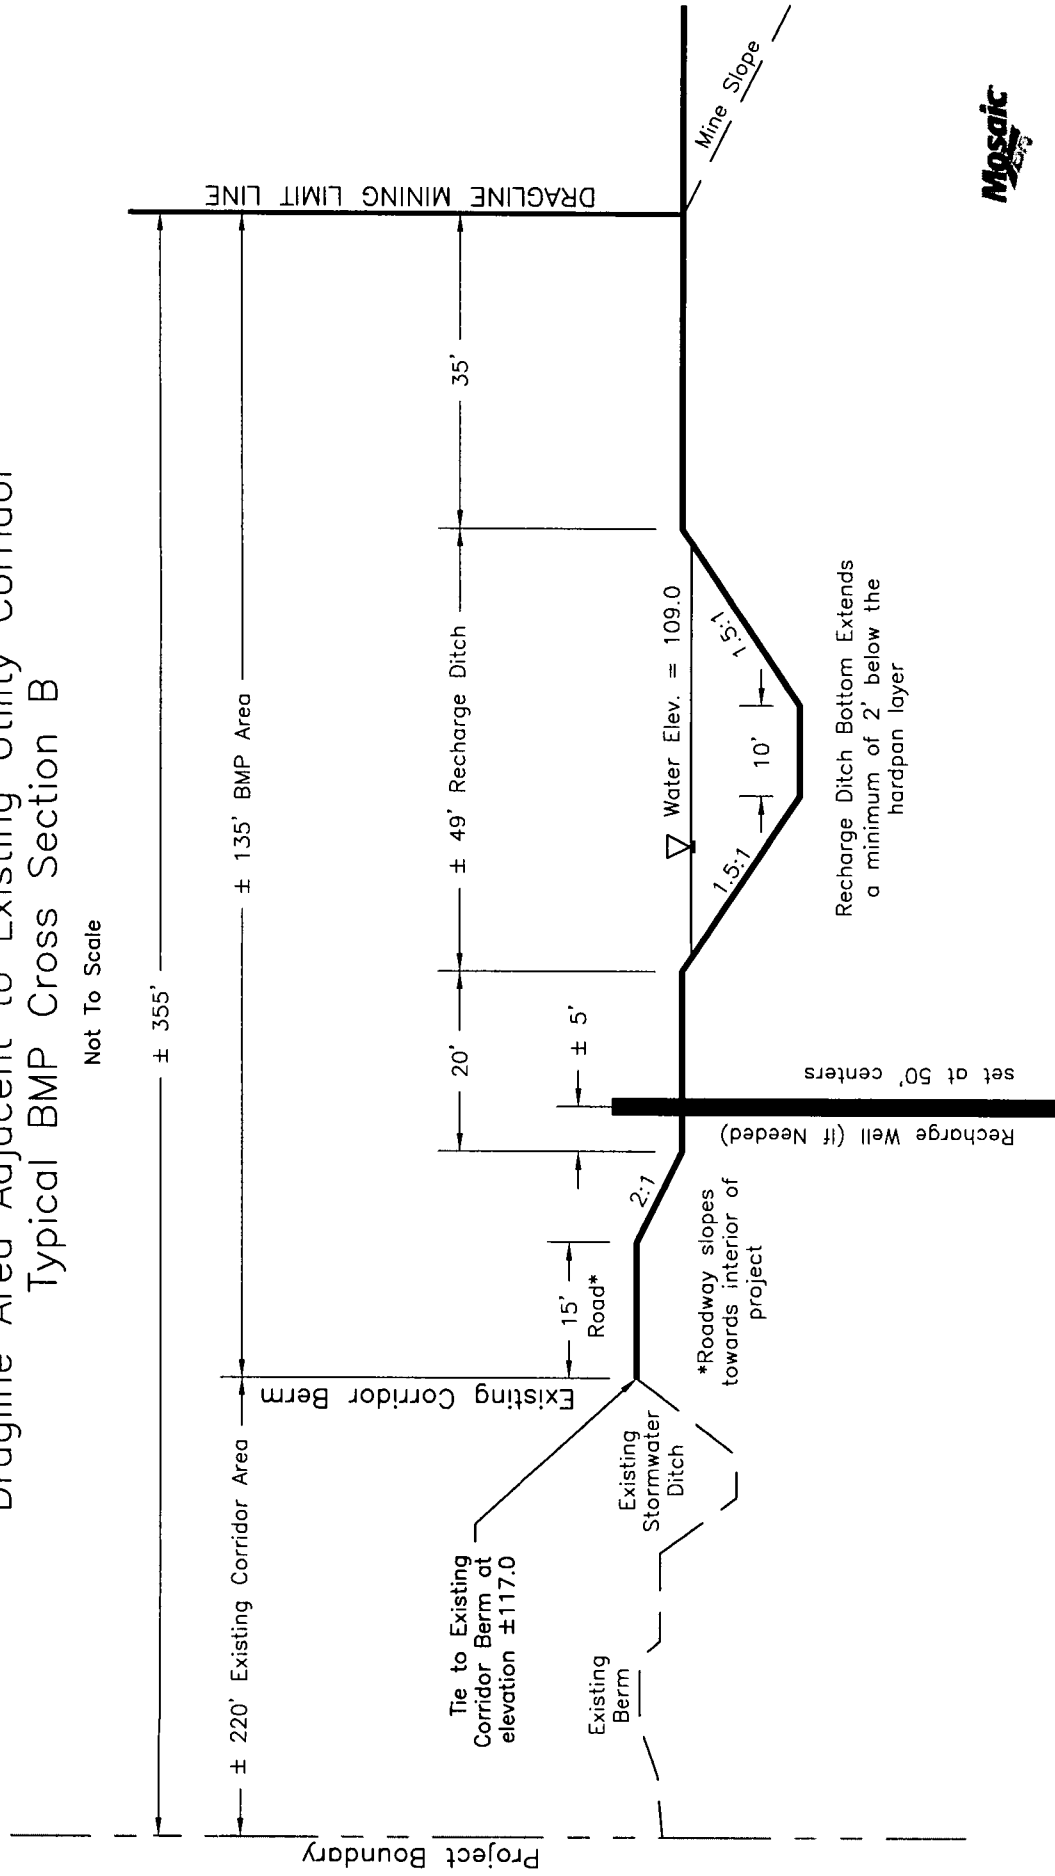 Dragline Area Adjacent to Existing Utility Corridor
Typical BMP Cross Section B
Not To Scale
± 355'
± 220' Existing Corridor Area
± 135' BMP Area
± 49' Recharge Ditch
35'
20'
± 5'
15'
Road*
DRAGLINE MINING LIMIT LINE
Project Boundary
Existing Corridor Berm
Tie to Existing
Corridor Berm at
elevation ±117.0
Existing
Berm
Existing
Stormwater
Ditch
2:1
Water Elev. = 109.0
1.5:1
10'
1.5:1
Mine Slope
*Roadway slopes
towards interior of
project
Recharge Well (If Needed)
set at 50' centers
Recharge Ditch Bottom Extends
a minimum of 2' below the
hardpan layer
Mosaic